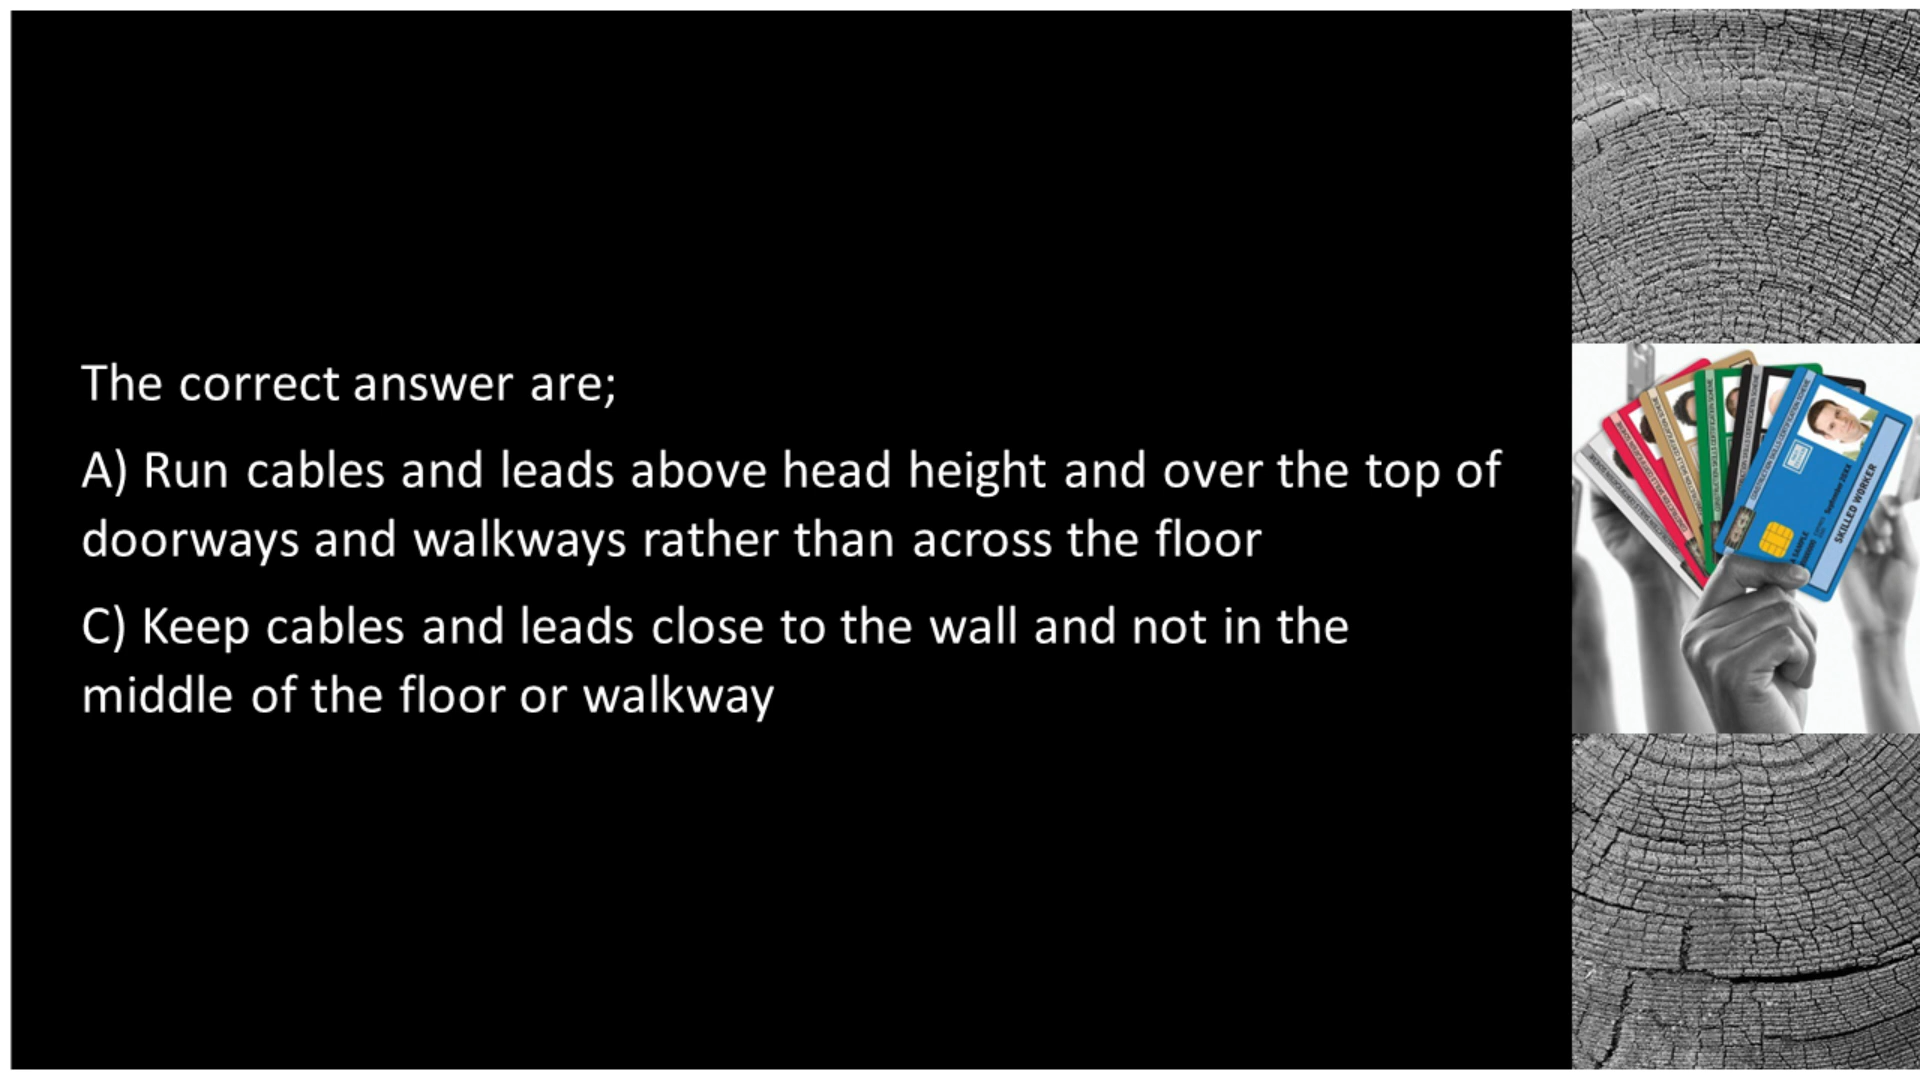 The correct answer are;
A) Run cables and leads above head height and over the top of
doorways and walkways rather than across the floor
C) Keep cables and leads close to the wall and not in the
middle of the floor or walkway
SKILLED WORKER